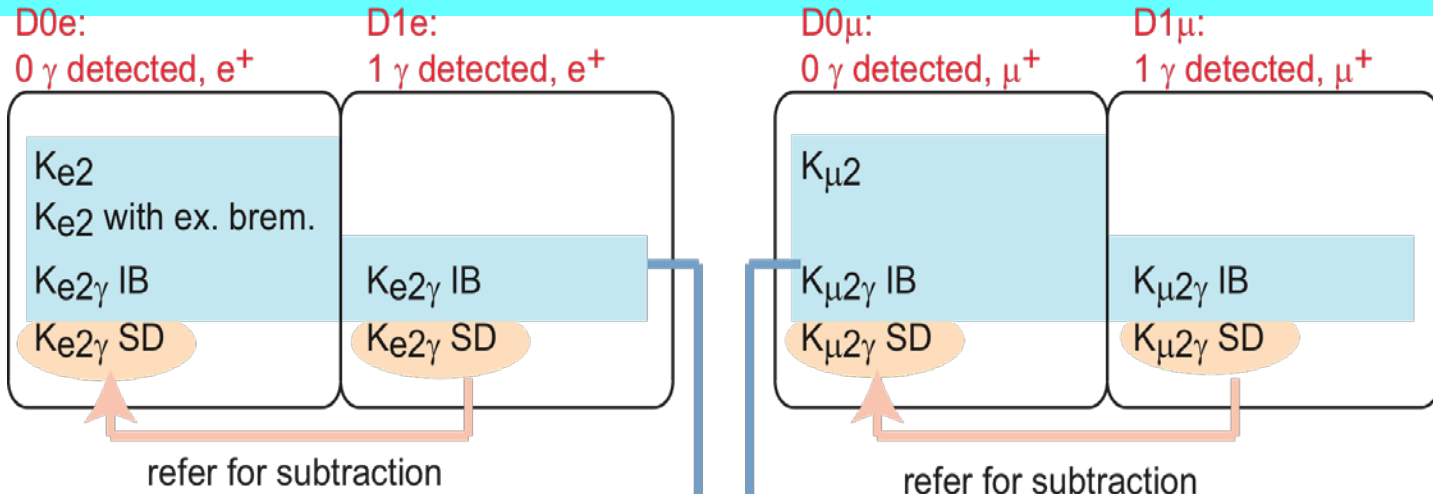 D0e:
0 γ detected, e⁺
D1e:
1 γ detected, e⁺
D0μ:
0 γ detected, μ⁺
D1μ:
1 γ detected, μ⁺
Ke2
Ke2 with ex. brem.
Ke2γ IB
Ke2γ SD
Ke2γ IB
Ke2γ SD
refer for subtraction
Kμ2
Kμ2γ IB
Kμ2γ SD
Kμ2γ IB
Kμ2γ SD
refer for subtraction